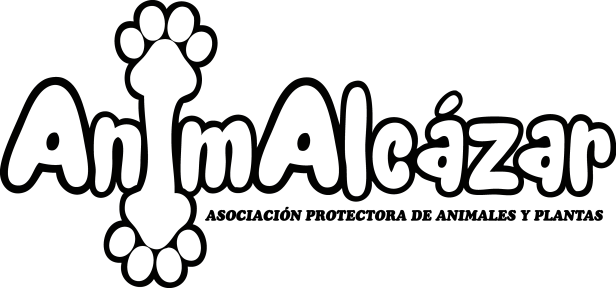 AnimAlcázar
ASOCIACIÓN PROTECTORA DE ANIMALES Y PLANTAS